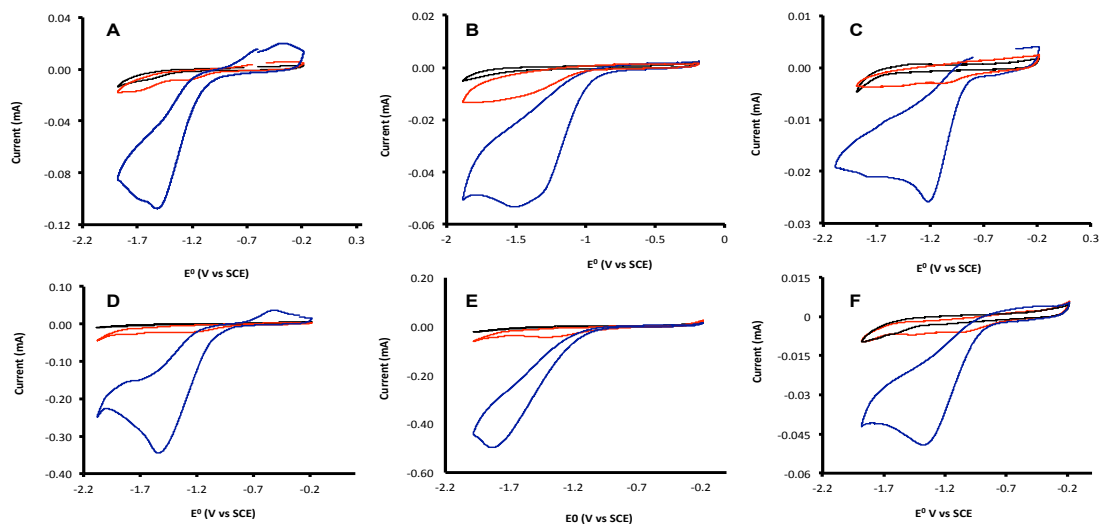 A
0.04
0.00
-0.04
-0.08
-0.12
Current (mA)
-2.2 -1.7 -1.2 -0.7 -0.2 0.3
E⁰ (V vs SCE)
B
0.02
0.00
-0.02
-0.04
-0.06
Current (mA)
-2 -1.5 -1 -0.5 0
E⁰ (V vs SCE)
C
0.01
0.00
-0.01
-0.02
-0.03
Current (mA)
-2.2 -1.7 -1.2 -0.7 -0.2 0.3
E⁰ (V vs SCE)
D
0.10
0.00
-0.10
-0.20
-0.30
-0.40
Current (mA)
-2.2 -1.7 -1.2 -0.7 -0.2
E⁰ (V vs SCE)
E
0.20
0.00
-0.20
-0.40
-0.60
Current (mA)
-2.2 -1.7 -1.2 -0.7 -0.2
E0 (V vs SCE)
F
0.015
0
-0.015
-0.03
-0.045
-0.06
Current (mA)
-2.2 -1.7 -1.2 -0.7 -0.2
E⁰ V vs SCE